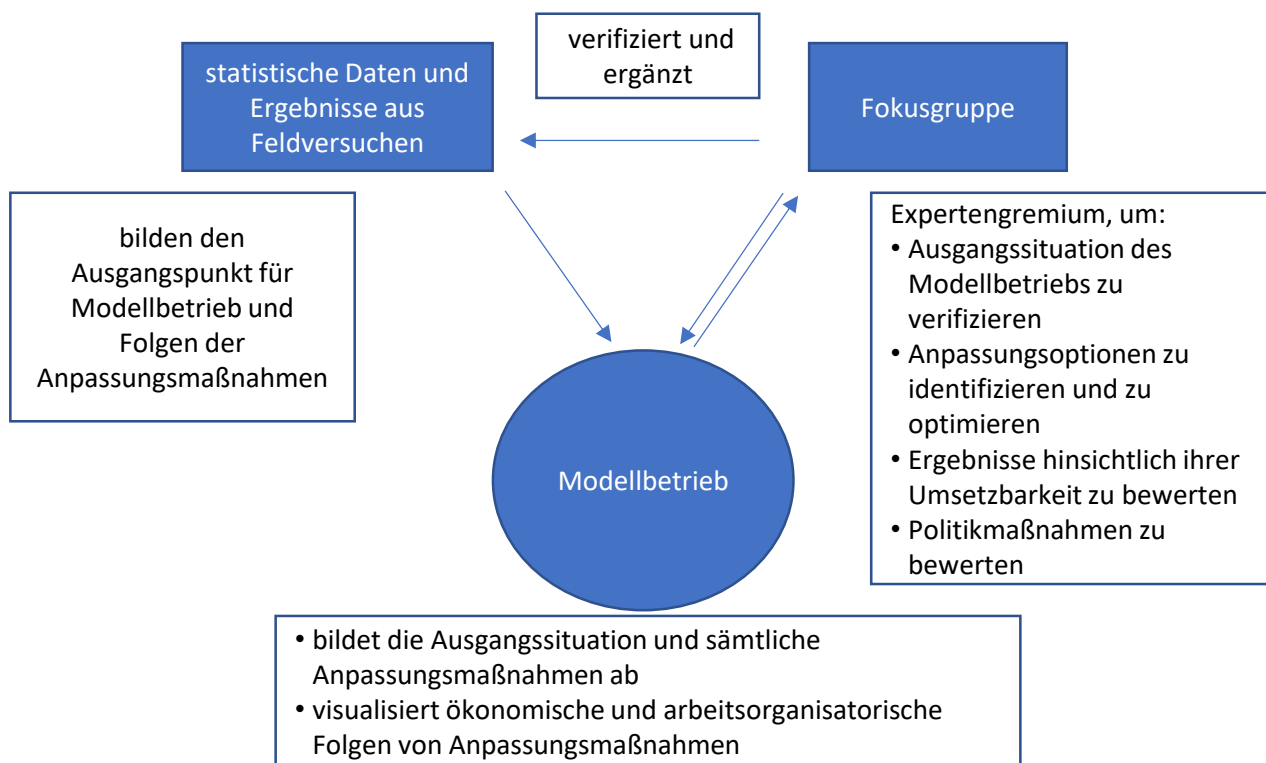 verifiziert und
ergänzt
statistische Daten und
Ergebnisse aus
Feldversuchen
Fokusgruppe
bilden den
Ausgangspunkt für
Modellbetrieb und
Folgen der
Anpassungsmaßnahmen
Expertengremium, um:
• Ausgangssituation des
Modellbetriebs zu
verifizieren
• Anpassungsoptionen zu
identifizieren und zu
optimieren
• Ergebnisse hinsichtlich ihrer
Umsetzbarkeit zu bewerten
• Politikmaßnahmen zu
bewerten
Modellbetrieb
• bildet die Ausgangssituation und sämtliche
Anpassungsmaßnahmen ab
• visualisiert ökonomische und arbeitsorganisatorische
Folgen von Anpassungsmaßnahmen